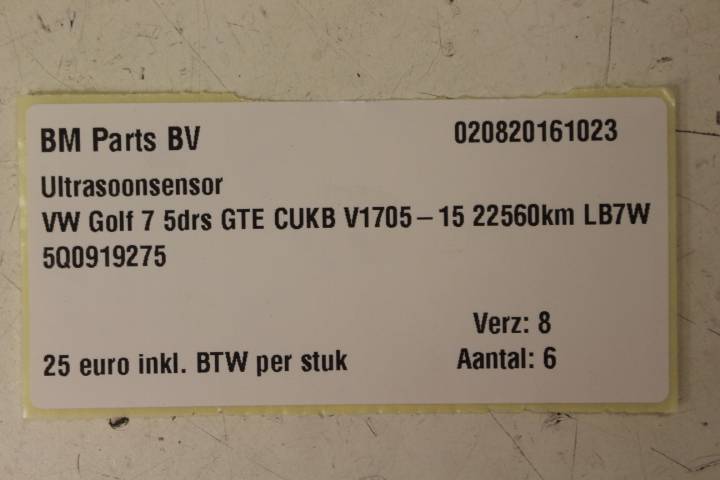 BM Parts BV 020820161023
Ultrasoonsensor
VW Golf 7 5drs GTE CUKB V1705-15 22560km LB7W
5Q0919275
Verz: 8
25 euro inkl. BTW per stuk Aantal: 6